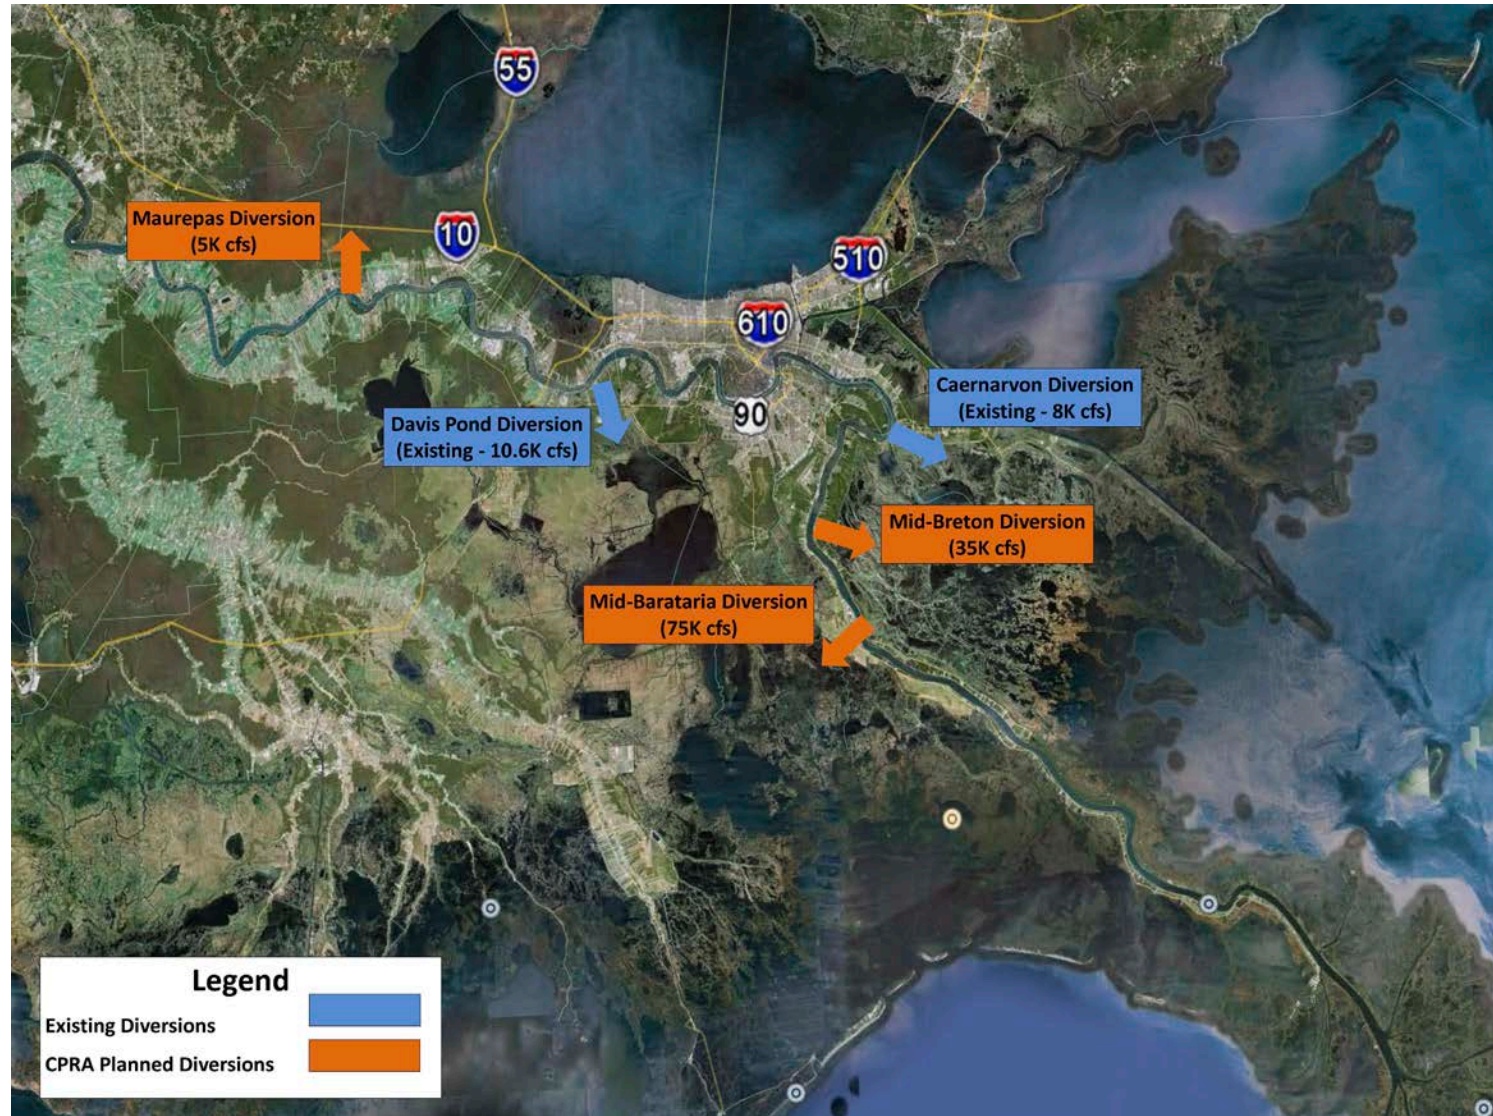 55
Maurepas Diversion
(5K cfs)
10
510
610
Caernarvon Diversion
(Existing - 8K cfs)
90
Davis Pond Diversion
(Existing - 10.6K cfs)
Mid-Breton Diversion
(35K cfs)
Mid-Barataria Diversion
(75K cfs)
Legend
Existing Diversions
CPRA Planned Diversions